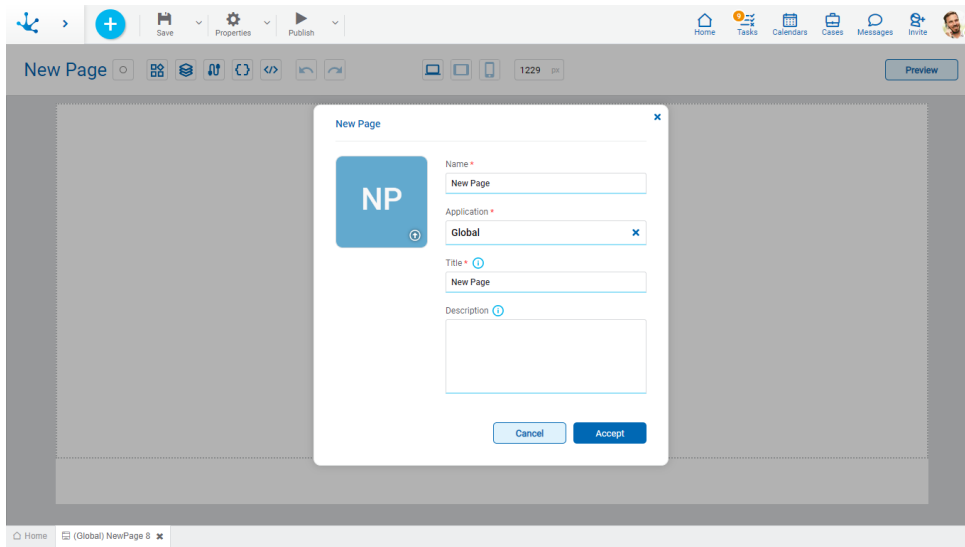 Save
Properties
Publish
Home
9
Tasks
Calendars
Cases
Messages
Invite
New Page
1229 px
Preview
New Page
NP
Name *
New Page
Application *
Global
Title *
New Page
Description
Cancel
Accept
Home
(Global) NewPage 8